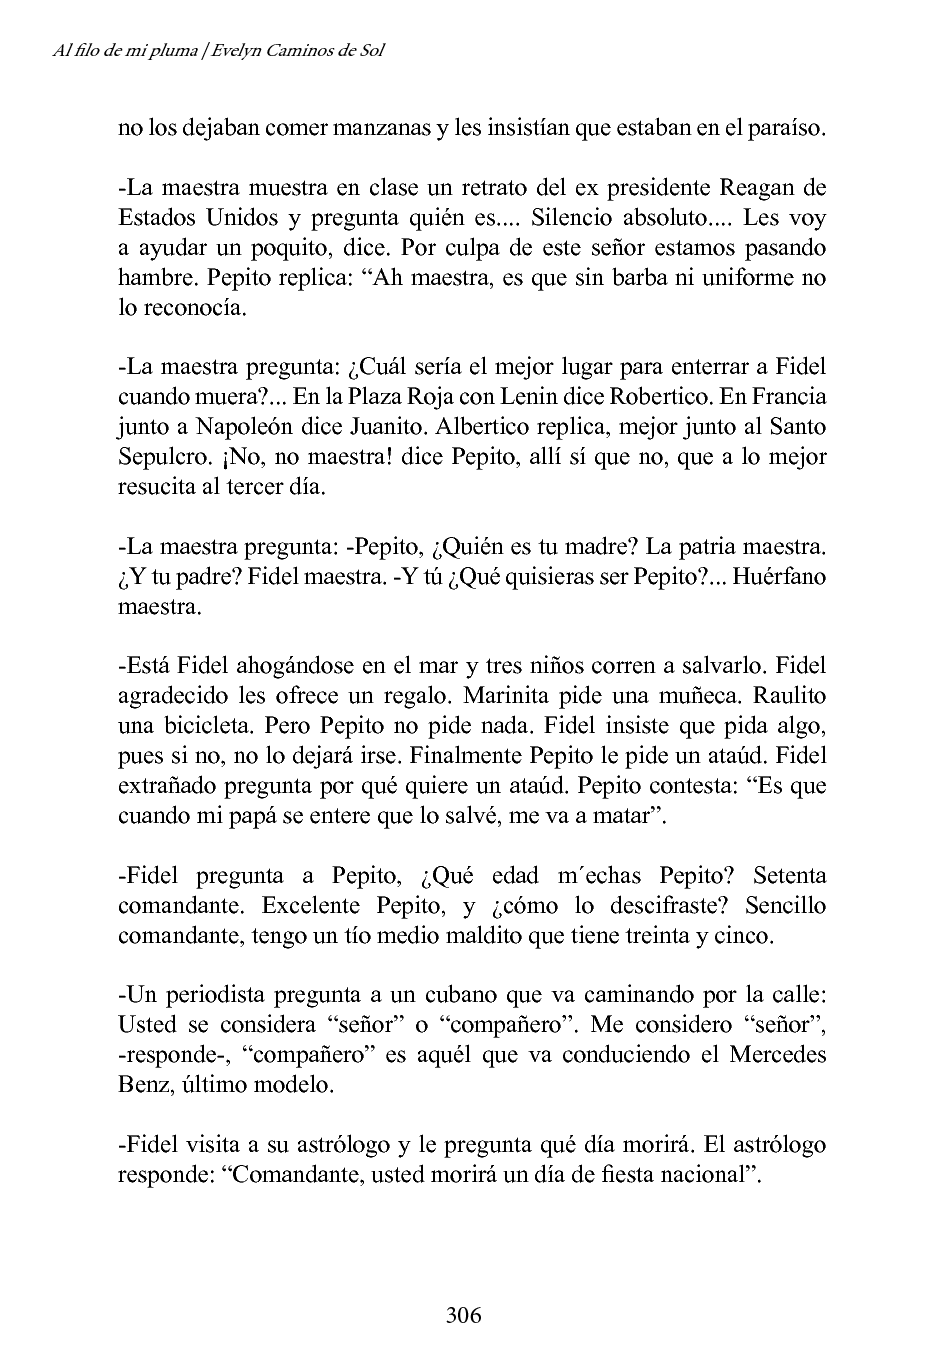 Al filo de mi pluma | Evelyn Caminos de Sol
no los dejaban comer manzanas y les insistían que estaban en el paraíso.
-La maestra muestra en clase un retrato del ex presidente Reagan de
Estados Unidos y pregunta quién es.... Silencio absoluto.... Les voy
a ayudar un poquito, dice. Por culpa de este señor estamos pasando
hambre. Pepito replica: “Ah maestra, es que sin barba ni uniforme no
lo reconocía.
-La maestra pregunta: ¿Cuál sería el mejor lugar para enterrar a Fidel
cuando muera?... En la Plaza Roja con Lenin dice Robertico. En Francia
junto a Napoleón dice Juanito. Albertico replica, mejor junto al Santo
Sepulcro. ¡No, no maestra! dice Pepito, allí sí que no, que a lo mejor
resucita al tercer día.
-La maestra pregunta: -Pepito, ¿Quién es tu madre? La patria maestra.
¿Y tu padre? Fidel maestra. -Y tú ¿Qué quisieras ser Pepito?... Huérfano
maestra.
-Está Fidel ahogándose en el mar y tres niños corren a salvarlo. Fidel
agradecido les ofrece un regalo. Marinita pide una muñeca. Raulito
una bicicleta. Pero Pepito no pide nada. Fidel insiste que pida algo,
pues si no, no lo dejará irse. Finalmente Pepito le pide un ataúd. Fidel
extrañado pregunta por qué quiere un ataúd. Pepito contesta: “Es que
cuando mi papá se entere que lo salvé, me va a matar”.
-Fidel pregunta a Pepito, ¿Qué edad m´echas Pepito? Setenta
comandante. Excelente Pepito, y ¿cómo lo descifraste? Sencillo
comandante, tengo un tío medio maldito que tiene treinta y cinco.
-Un periodista pregunta a un cubano que va caminando por la calle:
Usted se considera “señor” o “compañero”. Me considero “señor”,
-responde-, “compañero” es aquél que va conduciendo el Mercedes
Benz, último modelo.
-Fidel visita a su astrólogo y le pregunta qué día morirá. El astrólogo
responde: “Comandante, usted morirá un día de fiesta nacional”.
306